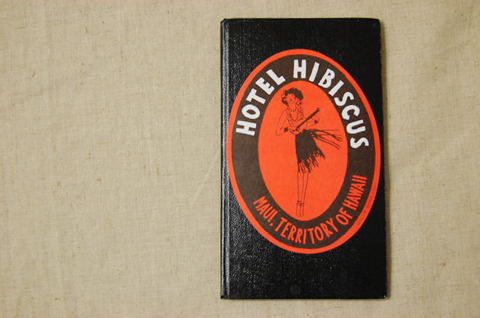 HOTEL HIBISCUS
MAUI, TERRITORY OF HAWAII